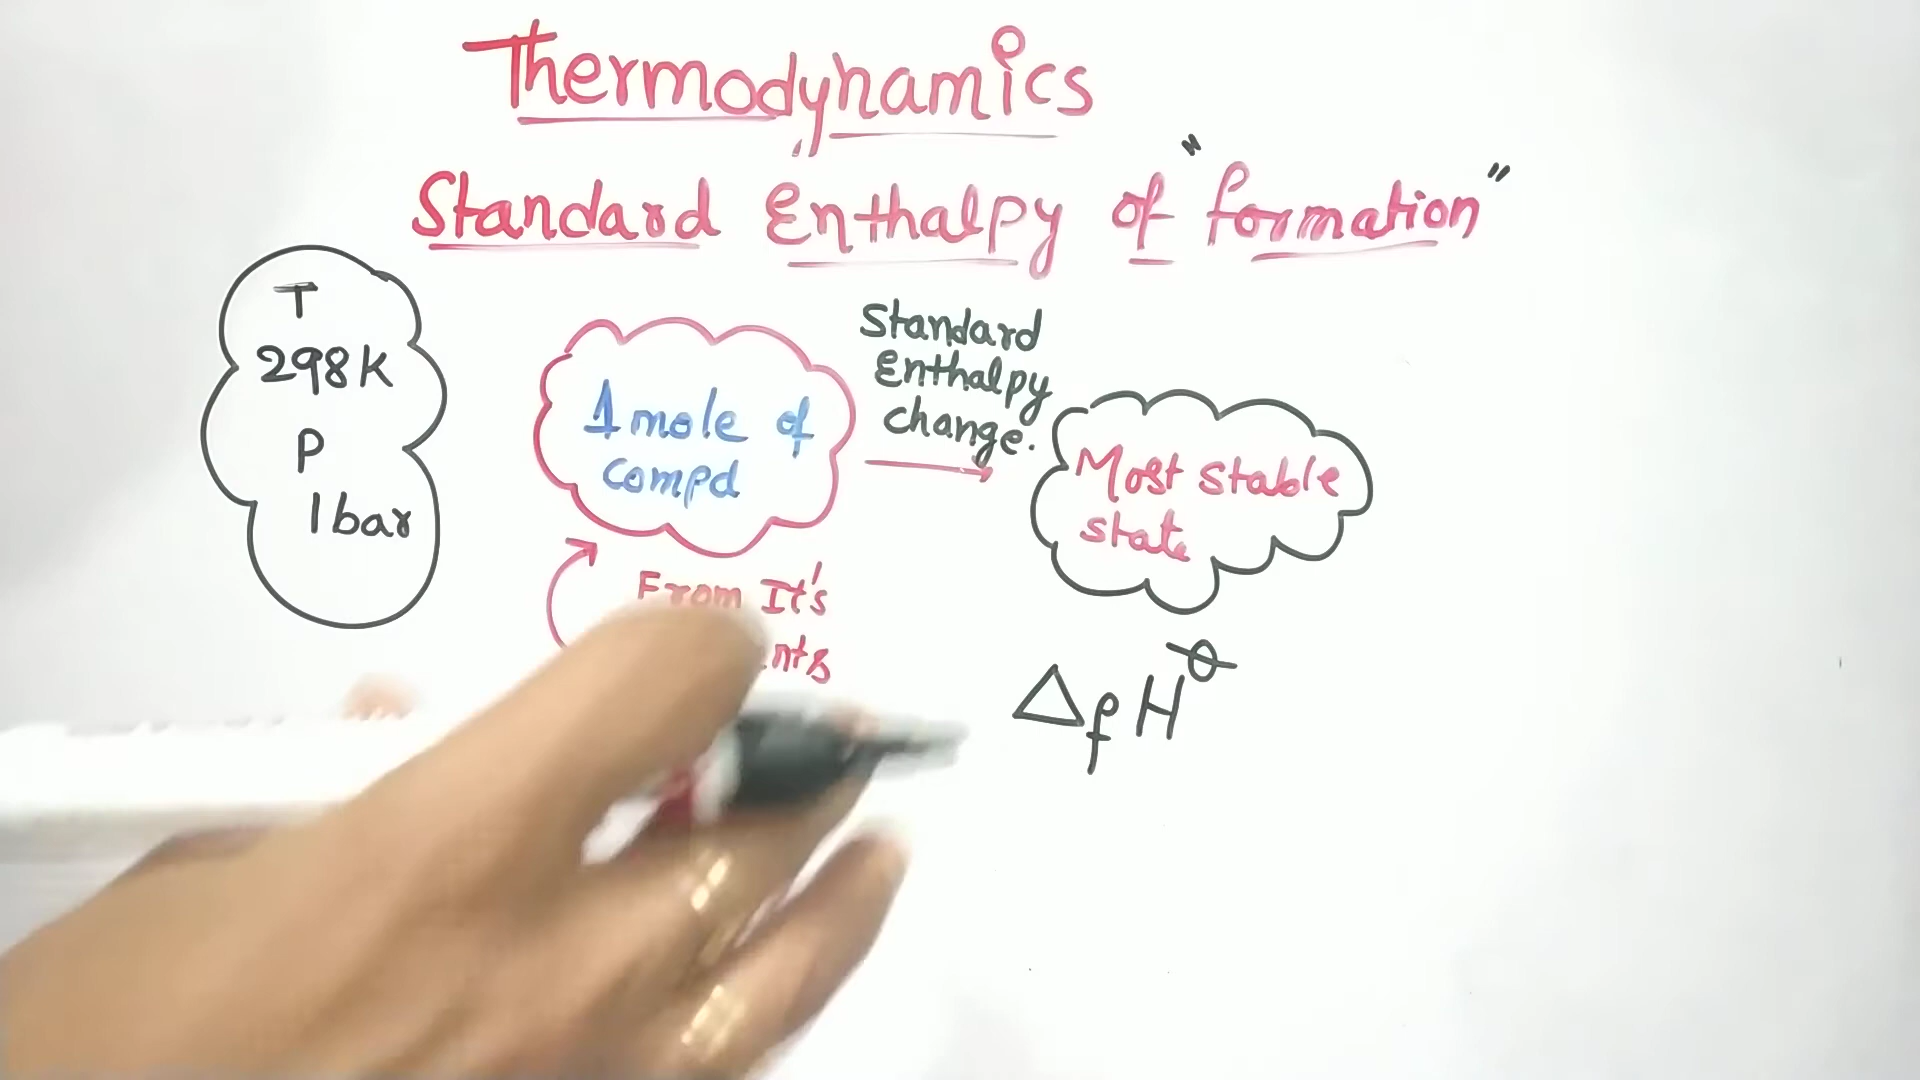 Thermodynamics
Standard Enthalpy of "formation"
T
298K
P
1bar
1 mole of
compd
From It's
Standard
Enthalpy
change.
Most Stable
state
ΔfH⦵